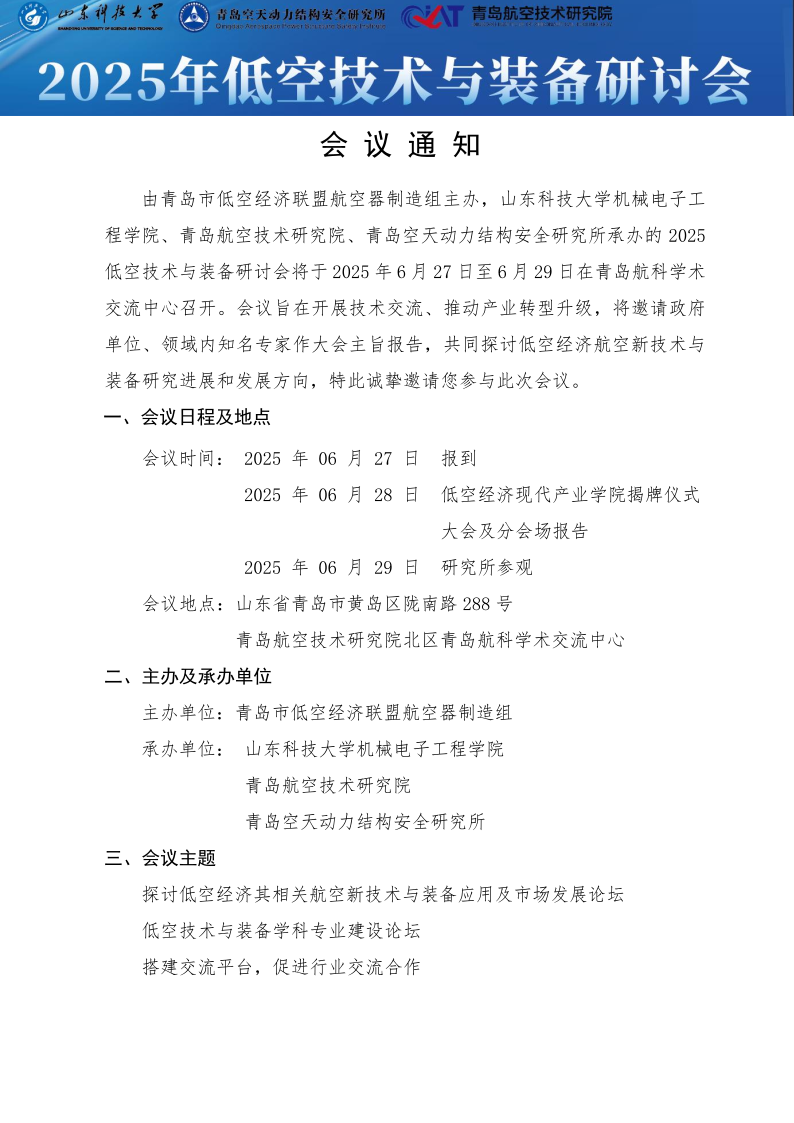 山东科技大学
SHANDONG UNIVERSITY OF SCIENCE AND TECHNOLOGY
青岛空天动力结构安全研究所
QIAT
青岛航空技术研究院
2025年低空技术与装备研讨会
会 议 通 知
由青岛市低空经济联盟航空器制造组主办，山东科技大学机械电子工
程学院、青岛航空技术研究院、青岛空天动力结构安全研究所承办的 2025
低空技术与装备研讨会将于 2025 年 6 月 27 日至 6 月 29 日在青岛航科学术
交流中心召开。会议旨在开展技术交流、推动产业转型升级，将邀请政府
单位、领域内知名专家作大会主旨报告，共同探讨低空经济航空新技术与
装备研究进展和发展方向，特此诚挚邀请您参与此次会议。
一、会议日程及地点
会议时间： 2025 年 06 月 27 日 报到
2025 年 06 月 28 日 低空经济现代产业学院揭牌仪式
大会及分会场报告
2025 年 06 月 29 日 研究所参观
会议地点：山东省青岛市黄岛区陇南路 288 号
青岛航空技术研究院北区青岛航科学术交流中心
二、主办及承办单位
主办单位：青岛市低空经济联盟航空器制造组
承办单位： 山东科技大学机械电子工程学院
青岛航空技术研究院
青岛空天动力结构安全研究所
三、会议主题
探讨低空经济其相关航空新技术与装备应用及市场发展论坛
低空技术与装备学科专业建设论坛
搭建交流平台，促进行业交流合作